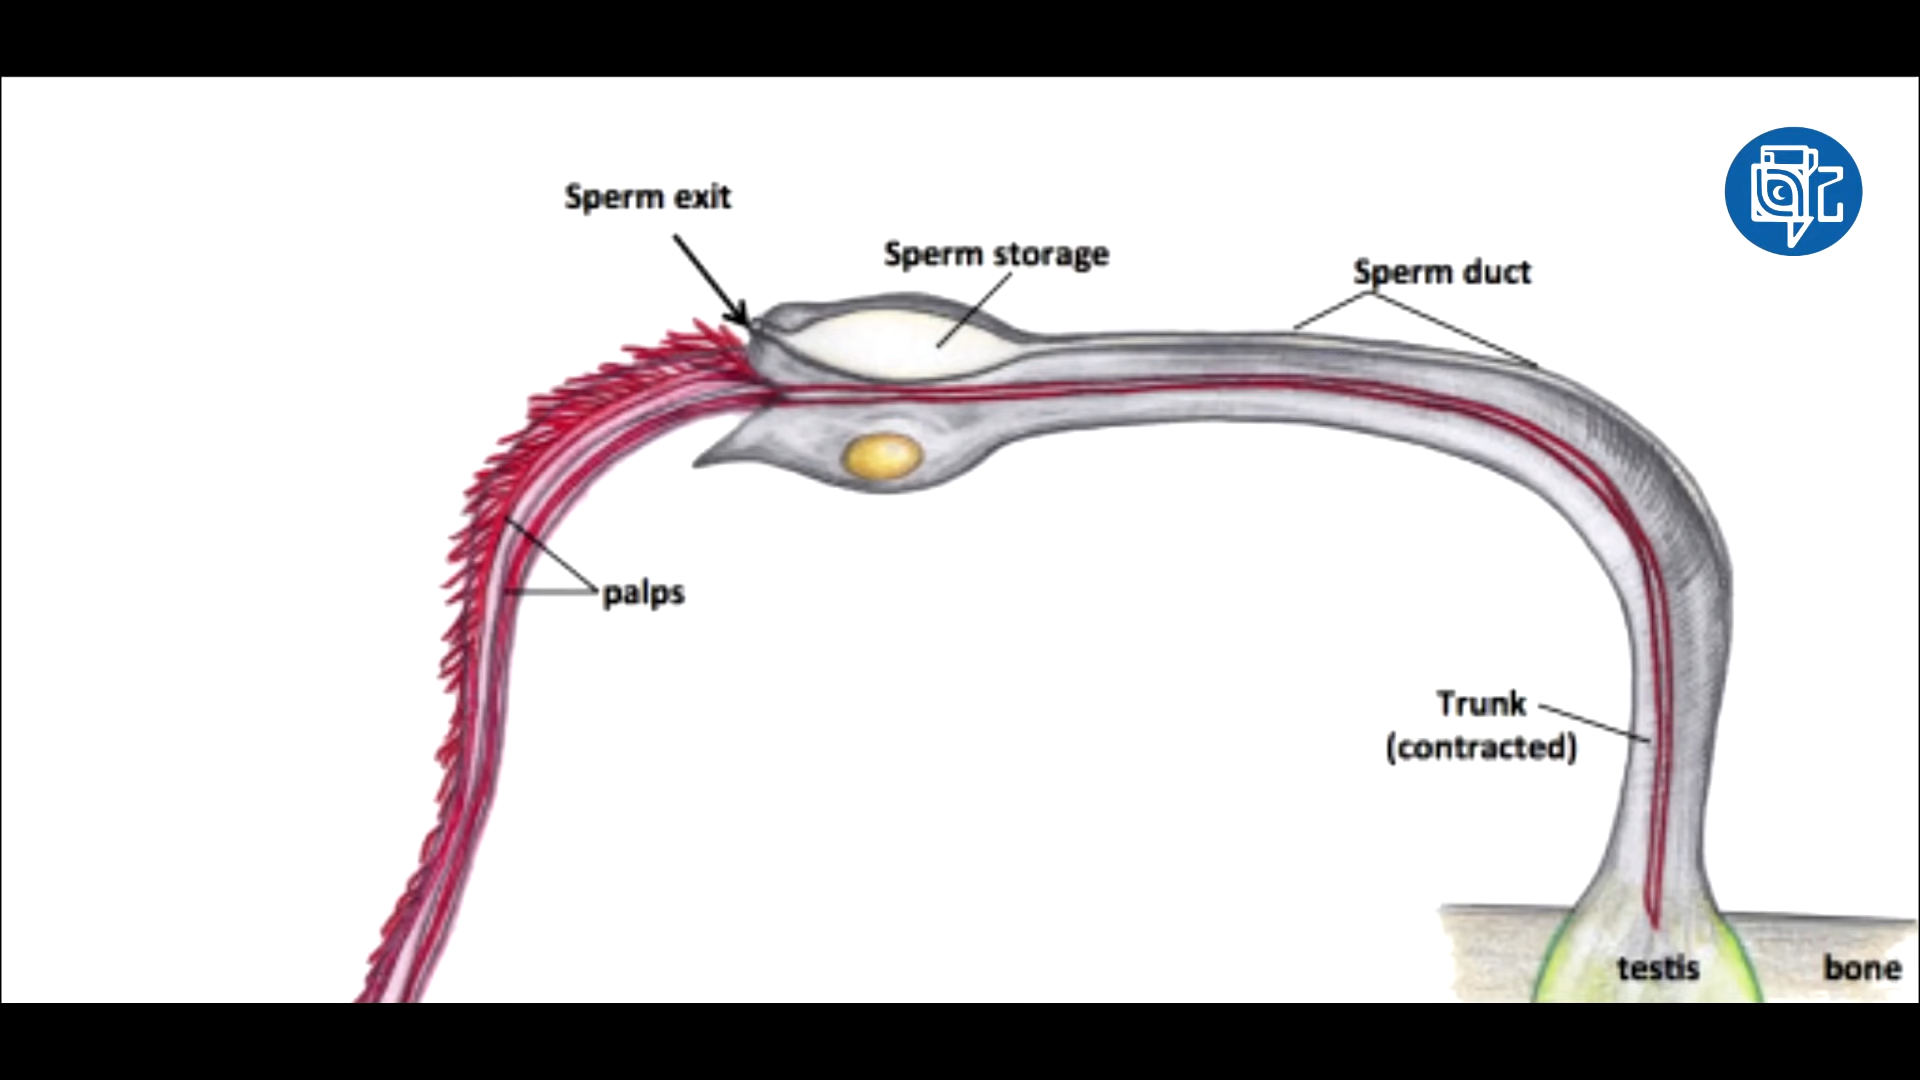 Sperm exit
Sperm storage
Sperm duct
palps
Trunk
(contracted)
testis
bone